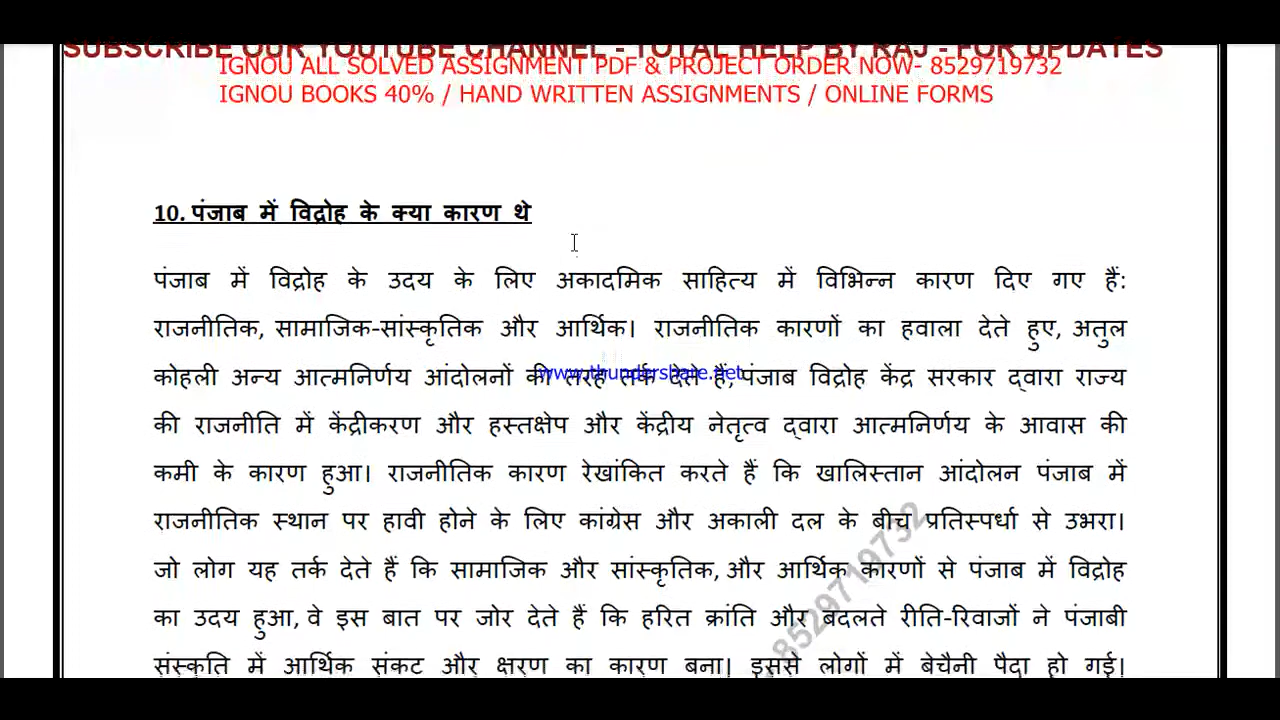 SUBSCRIBE OUR YOUTUBE CHANNEL - TOTAL HELP BY RAJ - FOR UPDATES
IGNOU ALL SOLVED ASSIGNMENT PDF & PROJECT ORDER NOW- 8529719732
IGNOU BOOKS 40% / HAND WRITTEN ASSIGNMENTS / ONLINE FORMS
10. पंजाब में विद्रोह के क्या कारण थे
पंजाब में विद्रोह के उदय के लिए अकादमिक साहित्य में विभिन्न कारण दिए गए हैं:
राजनीतिक, सामाजिक-सांस्कृतिक और आर्थिक। राजनीतिक कारणों का हवाला देते हुए, अतुल
कोहली अन्य आत्मनिर्णय आंदोलनों की तरह तर्क देते हैं, पंजाब विद्रोह केंद्र सरकार द्वारा राज्य
www.thundershare.net
की राजनीति में केंद्रीकरण और हस्तक्षेप और केंद्रीय नेतृत्व द्वारा आत्मनिर्णय के आवास की
कमी के कारण हुआ। राजनीतिक कारण रेखांकित करते हैं कि खालिस्तान आंदोलन पंजाब में
राजनीतिक स्थान पर हावी होने के लिए कांग्रेस और अकाली दल के बीच प्रतिस्पर्धा से उभरा।
जो लोग यह तर्क देते हैं कि सामाजिक और सांस्कृतिक, और आर्थिक कारणों से पंजाब में विद्रोह
का उदय हुआ, वे इस बात पर जोर देते हैं कि हरित क्रांति और बदलते रीति-रिवाजों ने पंजाबी
संस्कृति में आर्थिक संकट और क्षरण का कारण बना। इससे लोगों में बेचैनी पैदा हो गई।
8529719732